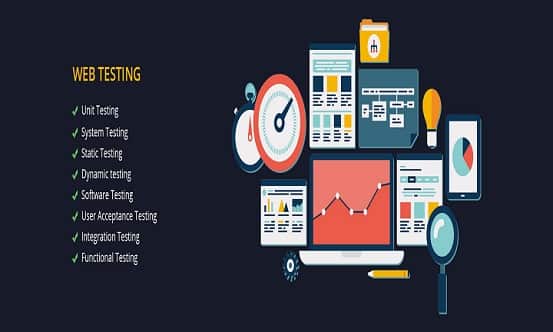 WEB TESTING
Unit Testing
System Testing
Static Testing
Dynamic testing
Software Testing
User Acceptance Testing
Integration Testing
Functional Testing